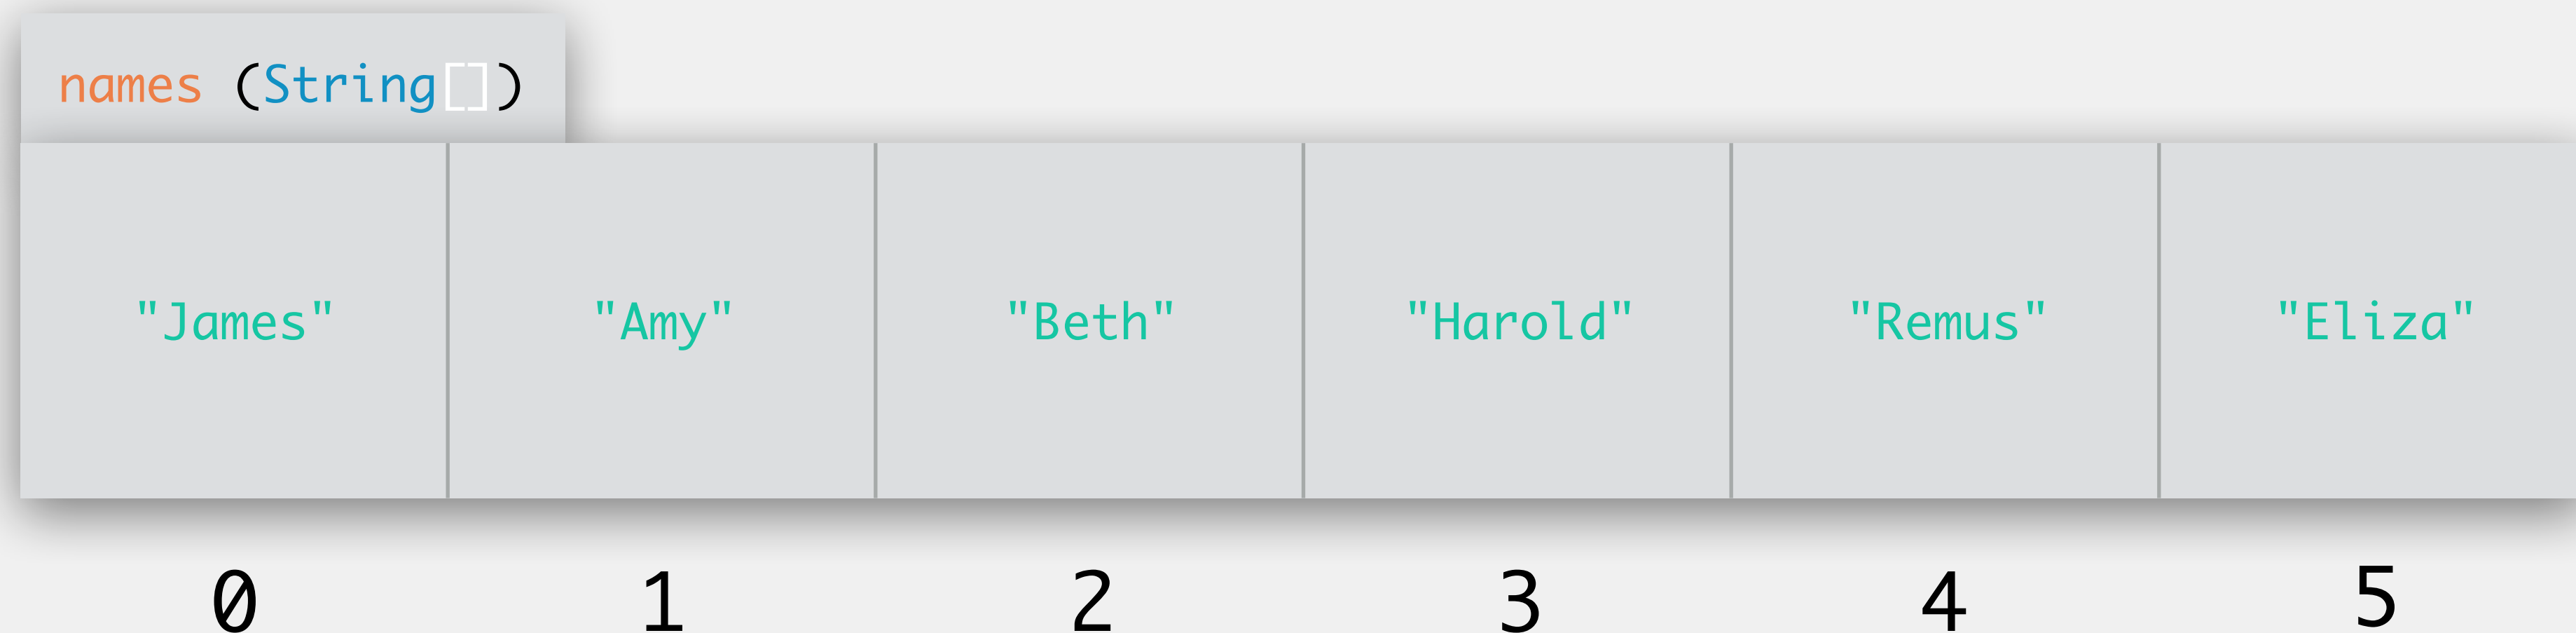 names (String[])
"James" "Amy" "Beth" "Harold" "Remus" "Eliza"
0 1 2 3 4 5